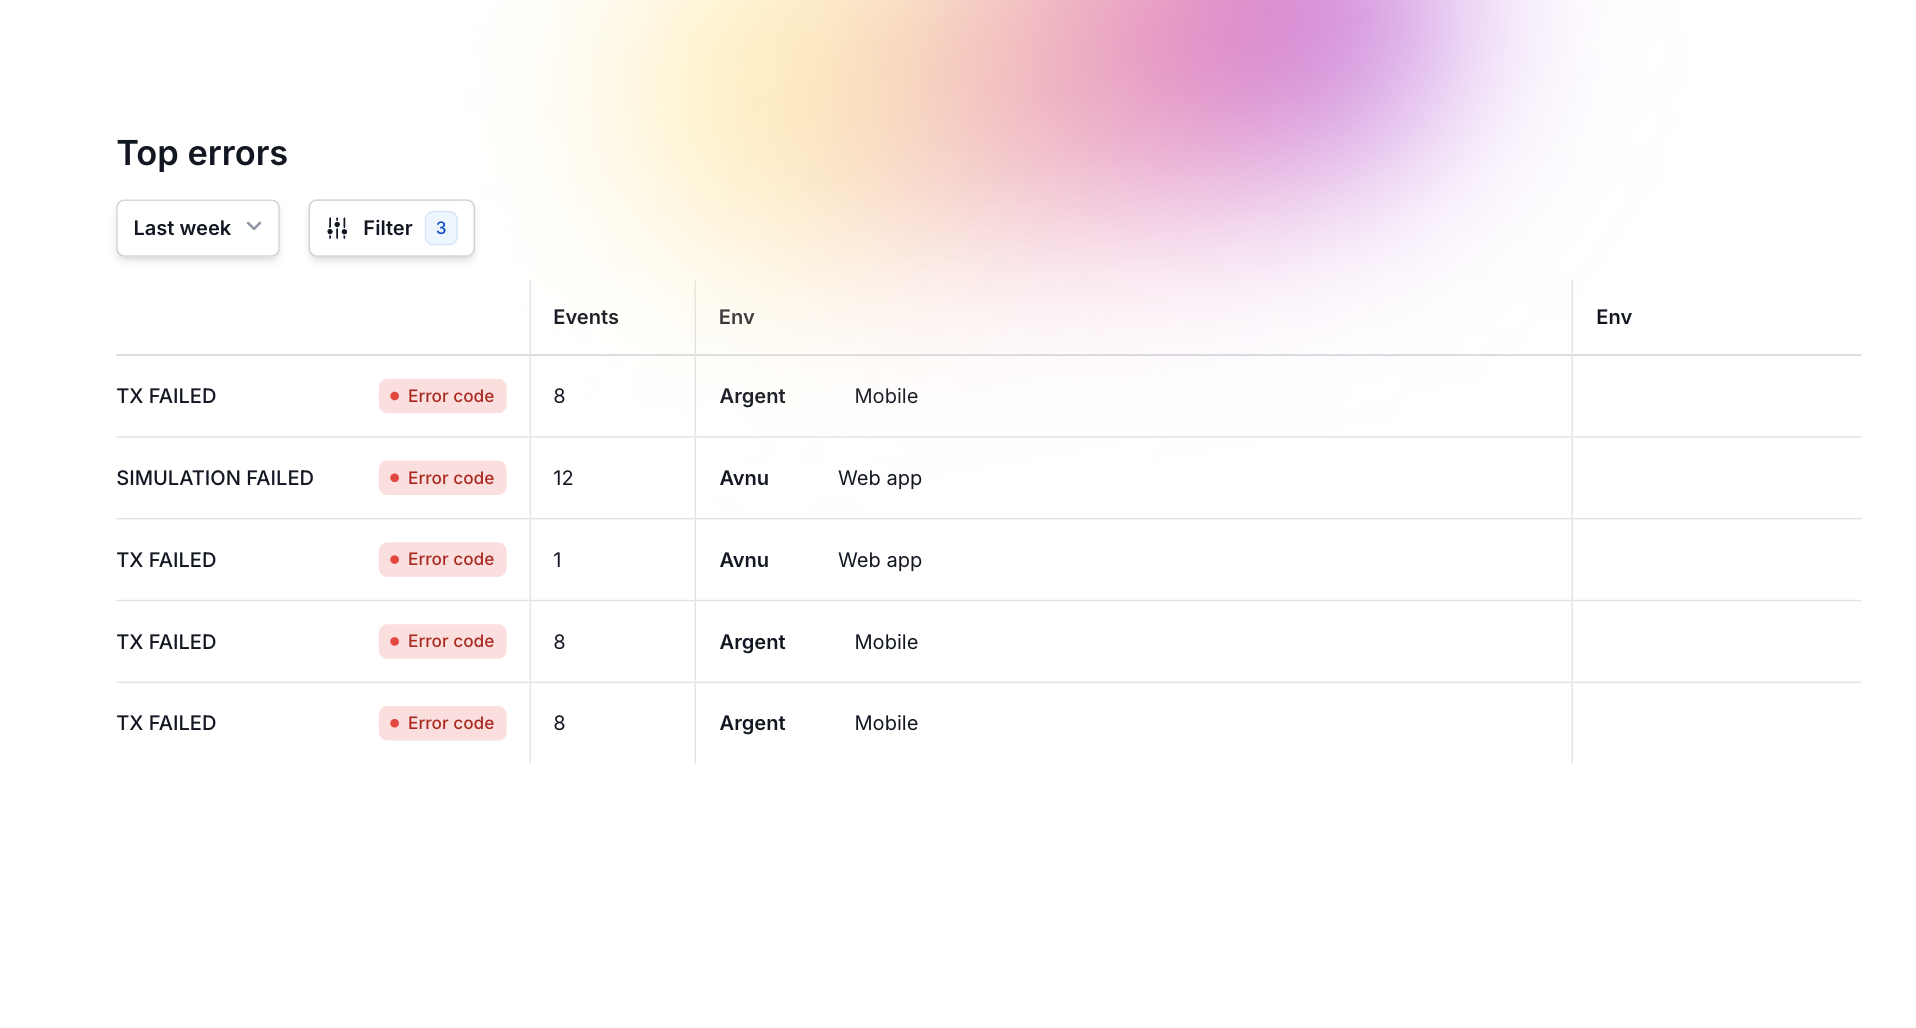 Top errors
Last week Filter 3
Events Env Env
TX FAILED Error code 8 Argent Mobile
SIMULATION FAILED Error code 12 Avnu Web app
TX FAILED Error code 1 Avnu Web app
TX FAILED Error code 8 Argent Mobile
TX FAILED Error code 8 Argent Mobile